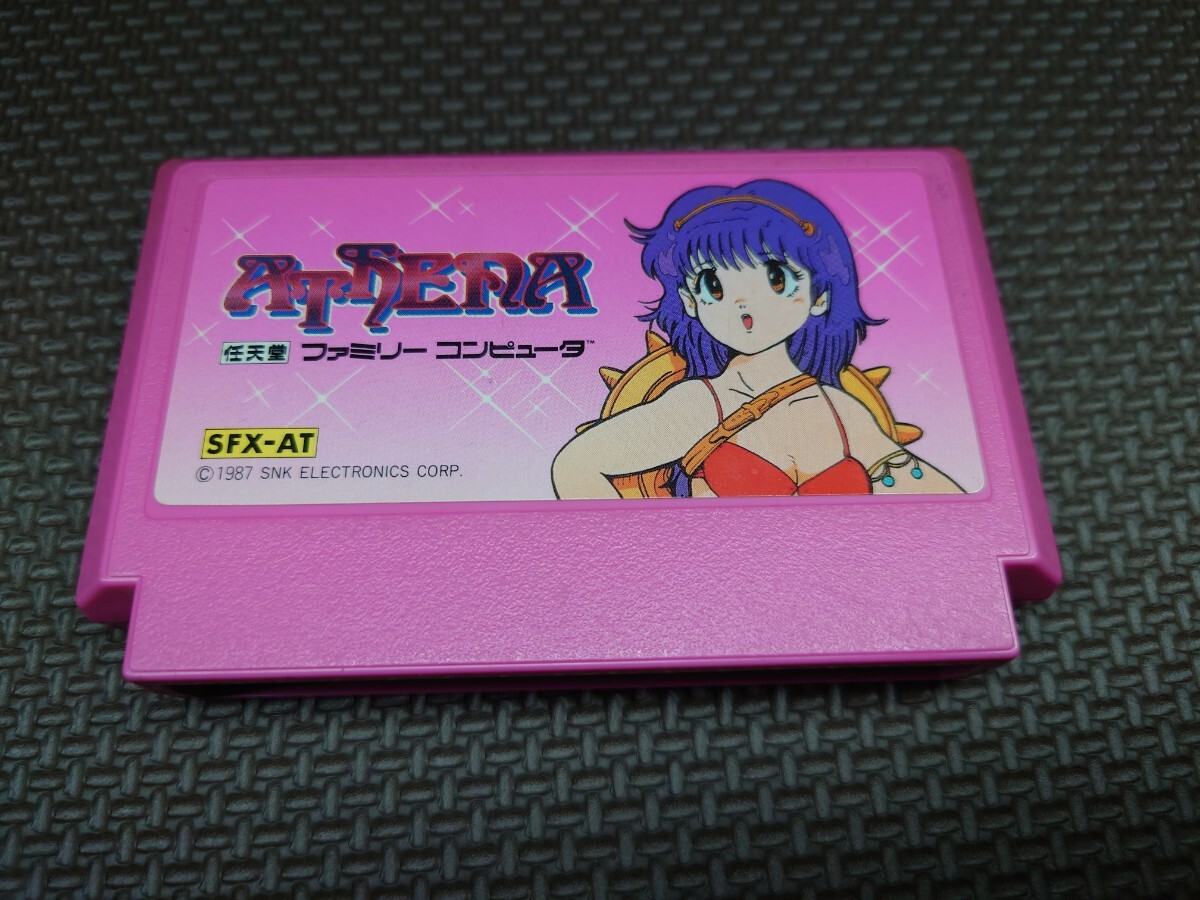 ATHENA
任天堂 ファミリー コンピュータ™
SFX-AT
©1987 SNK ELECTRONICS CORP.